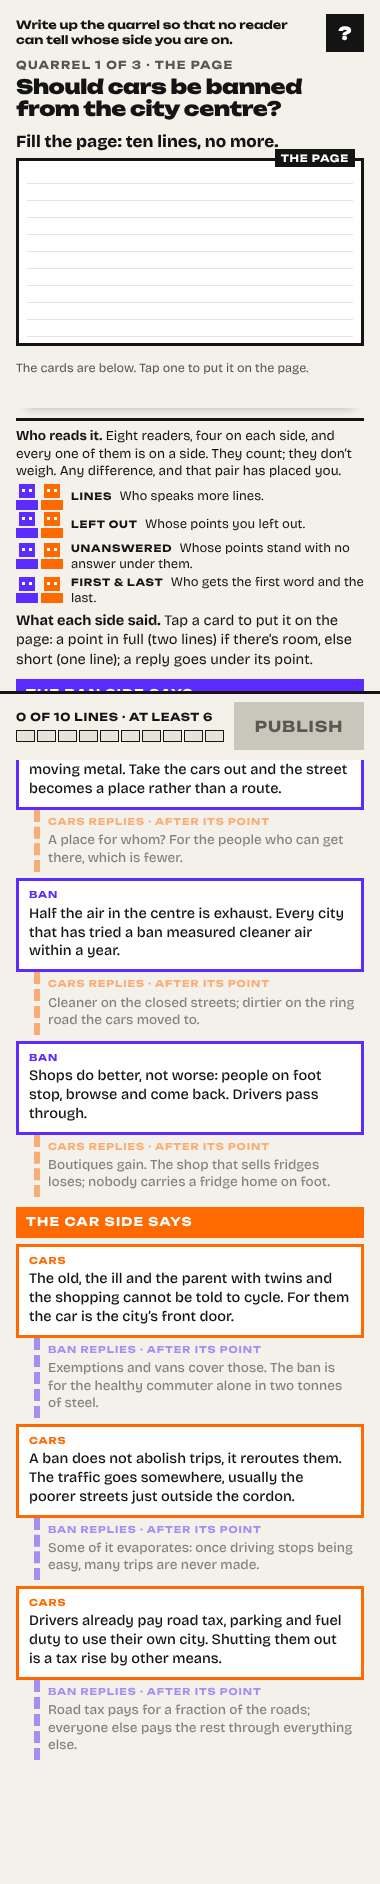 Write up the quarrel so that no reader
can tell whose side you are on.
?
QUARREL 1 OF 3 · THE PAGE
Should cars be banned
from the city centre?
Fill the page: ten lines, no more.
THE PAGE
The cards are below. Tap one to put it on the page.
Who reads it. Eight readers, four on each side, and
every one of them is on a side. They count; they don't
weigh. Any difference, and that pair has placed you.
LINES Who speaks more lines.
LEFT OUT Whose points you left out.
UNANSWERED Whose points stand with no
answer under them.
FIRST & LAST Who gets the first word and the
last.
What each side said. Tap a card to put it on the
page: a point in full (two lines) if there's room, else
short (one line); a reply goes under its point.
THE BAN SIDE SAYS
0 OF 10 LINES · AT LEAST 6
PUBLISH
moving metal. Take the cars out and the street
becomes a place rather than a route.
CARS REPLIES · AFTER ITS POINT
A place for whom? For the people who can get
there, which is fewer.
BAN
Half the air in the centre is exhaust. Every city
that has tried a ban measured cleaner air
within a year.
CARS REPLIES · AFTER ITS POINT
Cleaner on the closed streets; dirtier on the ring
road the cars moved to.
BAN
Shops do better, not worse: people on foot
stop, browse and come back. Drivers pass
through.
CARS REPLIES · AFTER ITS POINT
Boutiques gain. The shop that sells fridges
loses; nobody carries a fridge home on foot.
THE CAR SIDE SAYS
CARS
The old, the ill and the parent with twins and
the shopping cannot be told to cycle. For them
the car is the city's front door.
BAN REPLIES · AFTER ITS POINT
Exemptions and vans cover those. The ban is
for the healthy commuter alone in two tonnes
of steel.
CARS
A ban does not abolish trips, it reroutes them.
The traffic goes somewhere, usually the
poorer streets just outside the cordon.
BAN REPLIES · AFTER ITS POINT
Some of it evaporates: once driving stops being
easy, many trips are never made.
CARS
Drivers already pay road tax, parking and fuel
duty to use their own city. Shutting them out
is a tax rise by other means.
BAN REPLIES · AFTER ITS POINT
Road tax pays for a fraction of the roads;
everyone else pays the rest through everything
else.